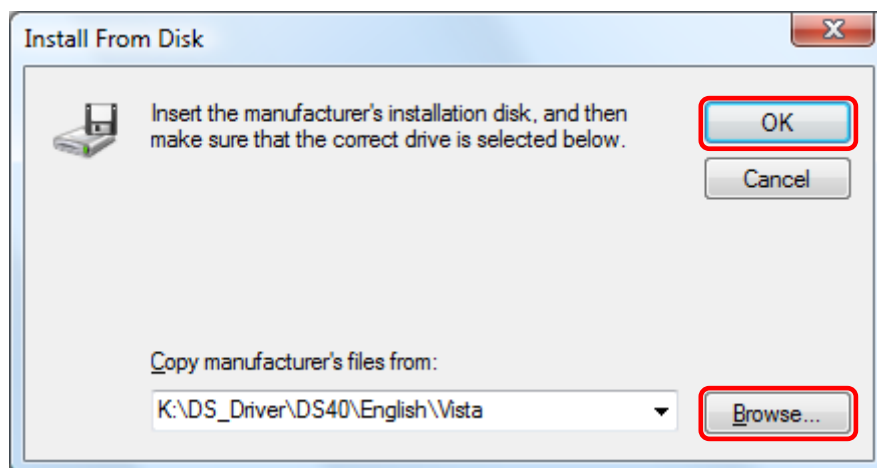 Install From Disk
Insert the manufacturer's installation disk, and then
make sure that the correct drive is selected below.
OK
Cancel
Copy manufacturer's files from:
K:\DS_Driver\DS40\English\Vista
Browse...